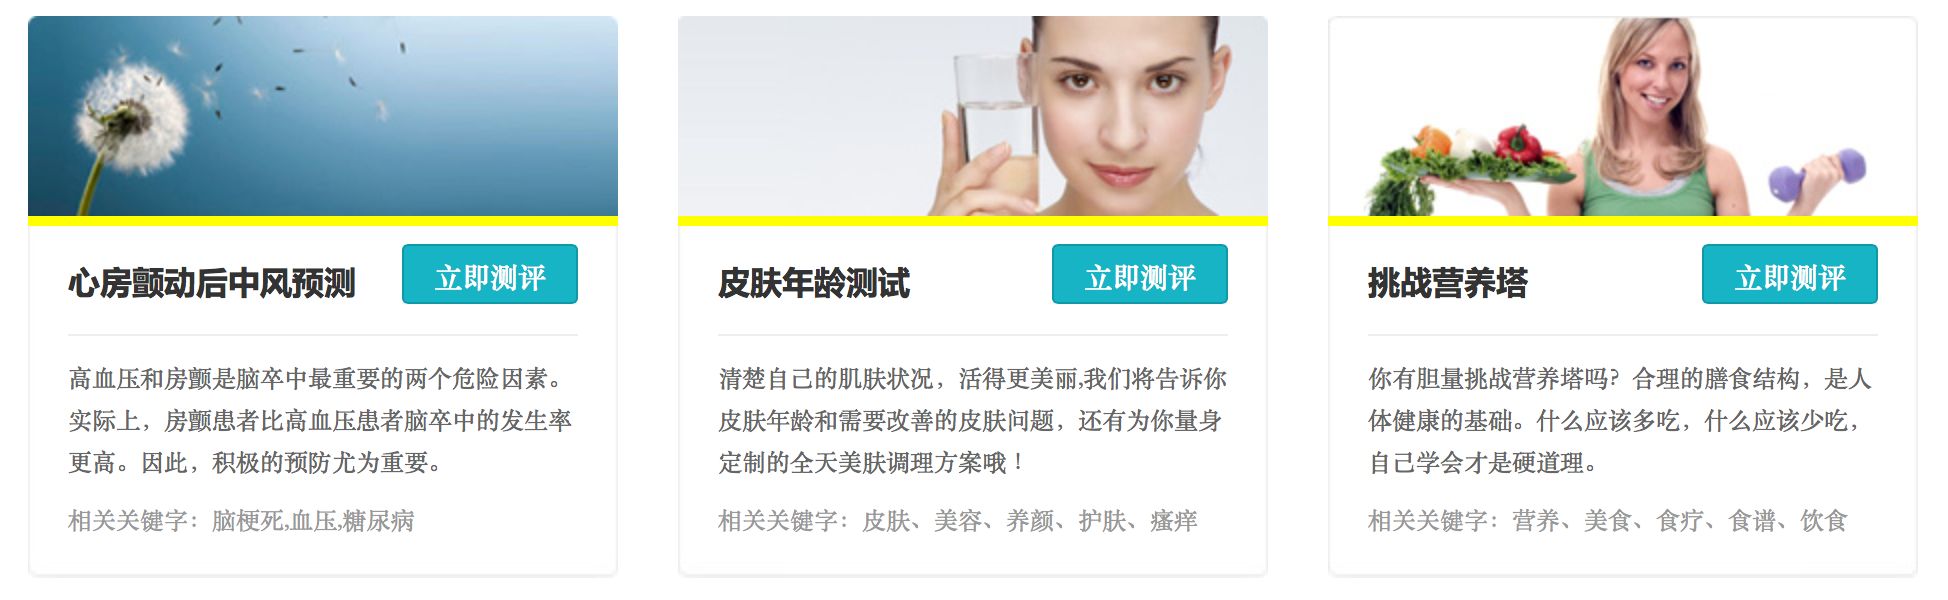 心房颤动后中风预测
立即测评
高血压和房颤是脑卒中最重要的两个危险因素。
实际上，房颤患者比高血压患者脑卒中的发生率
更高。因此，积极的预防尤为重要。
相关关键字：脑梗死,血压,糖尿病
皮肤年龄测试
立即测评
清楚自己的肌肤状况，活得更美丽,我们将告诉你
皮肤年龄和需要改善的皮肤问题，还有为你量身
定制的全天美肤调理方案哦！
相关关键字：皮肤、美容、养颜、护肤、瘙痒
挑战营养塔
立即测评
你有胆量挑战营养塔吗？合理的膳食结构，是人
体健康的基础。什么应该多吃，什么应该少吃，
自己学会才是硬道理。
相关关键字：营养、美食、食疗、食谱、饮食